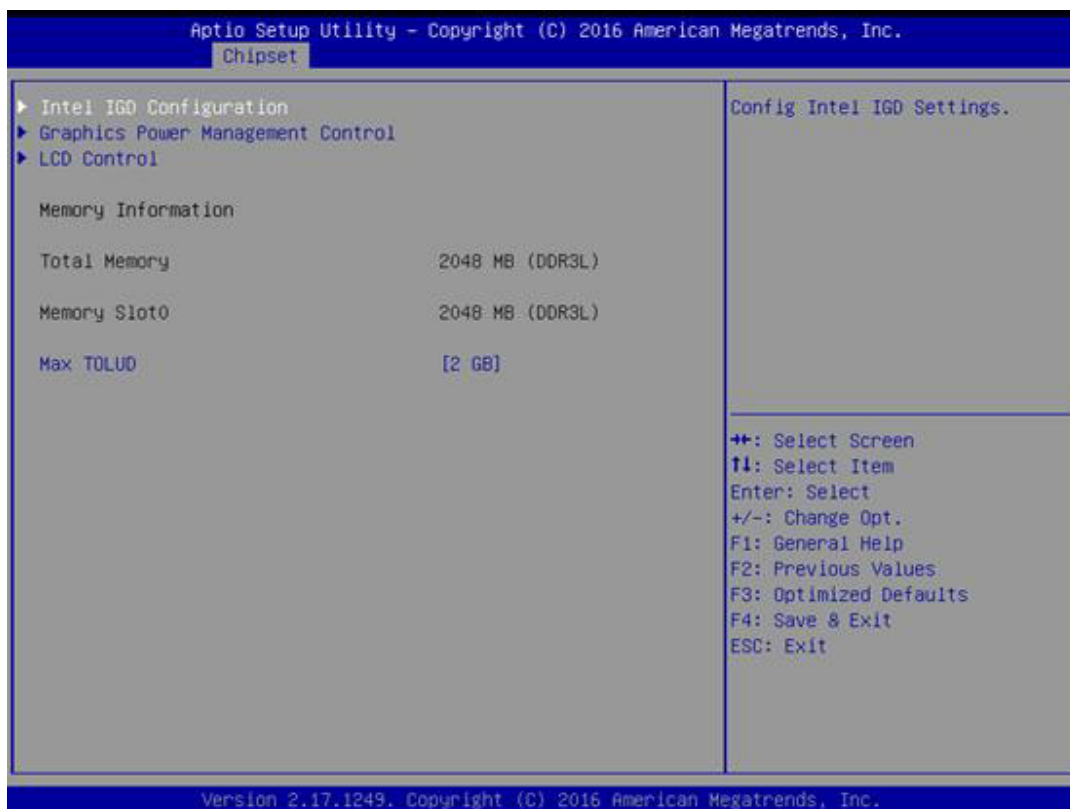 Aptio Setup Utility – Copyright (C) 2016 American Megatrends, Inc.
Chipset
Intel IGD Configuration
Graphics Power Management Control
LCD Control
Memory Information
Total Memory 2048 MB (DDR3L)
Memory Slot0 2048 MB (DDR3L)
Max TOLUD [2 GB]
Config Intel IGD Settings.
→←: Select Screen
↑↓: Select Item
Enter: Select
+/-: Change Opt.
F1: General Help
F2: Previous Values
F3: Optimized Defaults
F4: Save & Exit
ESC: Exit
Version 2.17.1249. Copyright (C) 2016 American Megatrends, Inc.